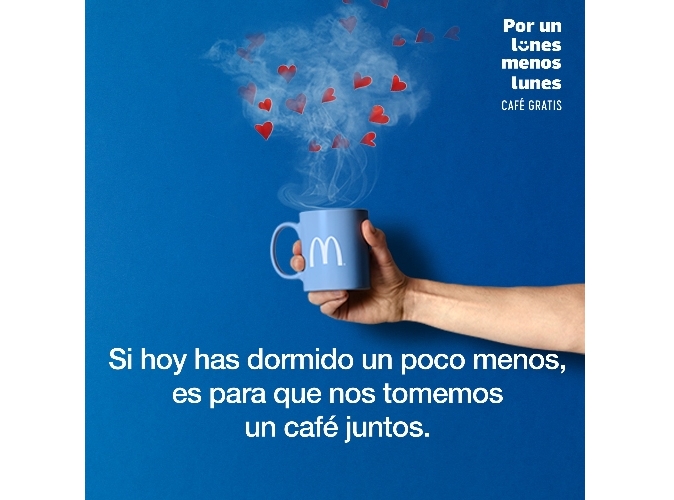 Por un
lunes
menos
lunes
CAFÉ GRATIS
M
Si hoy has dormido un poco menos,
es para que nos tomemos
un café juntos.